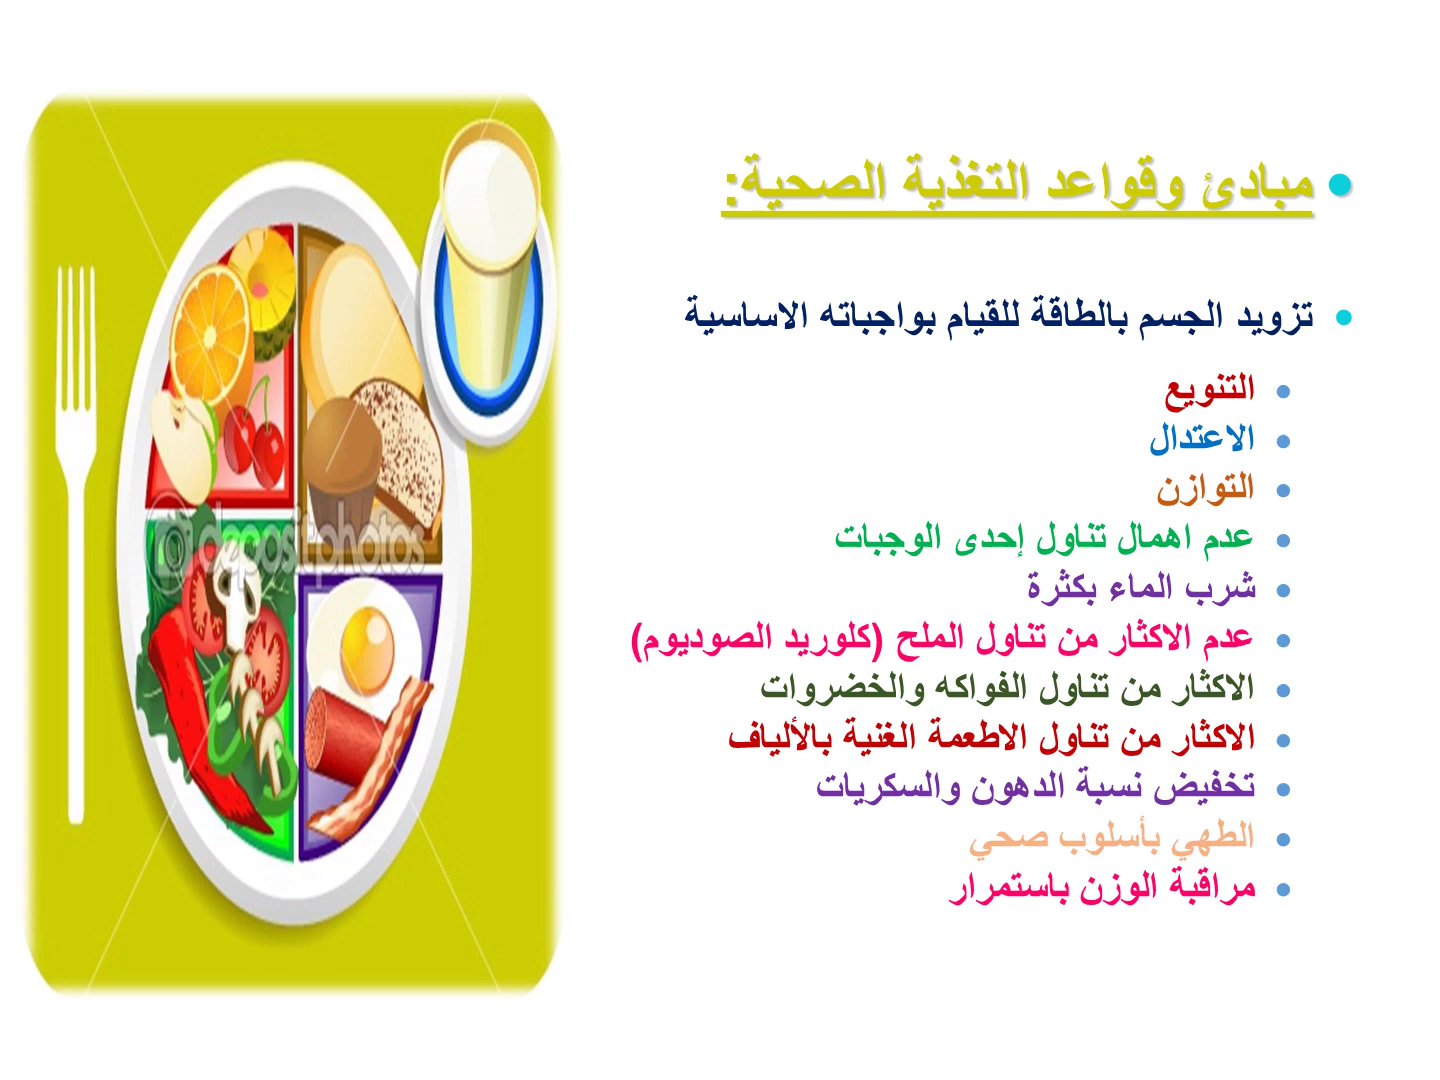 مبادئ وقواعد التغذية الصحية:
تزويد الجسم بالطاقة للقيام بواجباته الاساسية
التنويع
الاعتدال
التوازن
عدم اهمال تناول إحدى الوجبات
شرب الماء بكثرة
عدم الاكثار من تناول الملح (كلوريد الصوديوم)
الاكثار من تناول الفواكه والخضروات
الاكثار من تناول الاطعمة الغنية بالألياف
تخفيض نسبة الدهون والسكريات
الطهي بأسلوب صحي
مراقبة الوزن باستمرار
depositphotos